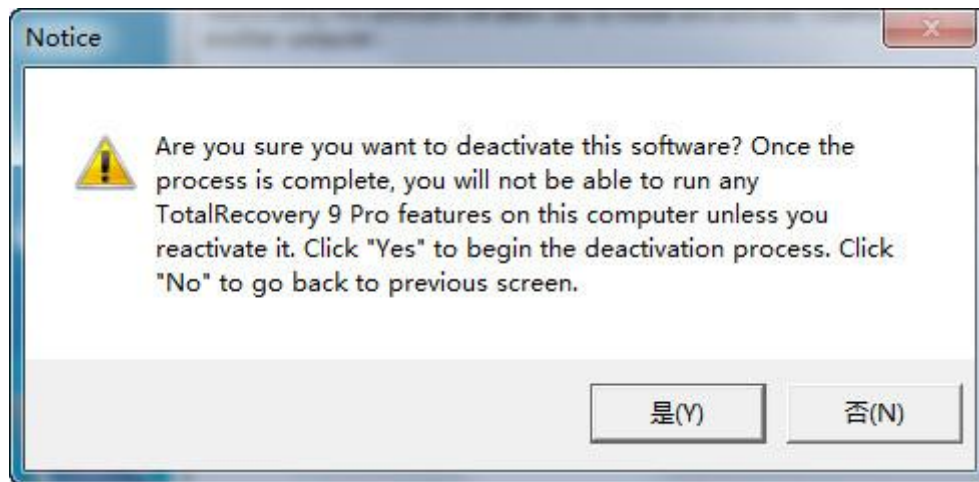 Notice
another computer.
Are you sure you want to deactivate this software? Once the
process is complete, you will not be able to run any
TotalRecovery 9 Pro features on this computer unless you
reactivate it. Click "Yes" to begin the deactivation process. Click
"No" to go back to previous screen.
是(Y)
否(N)